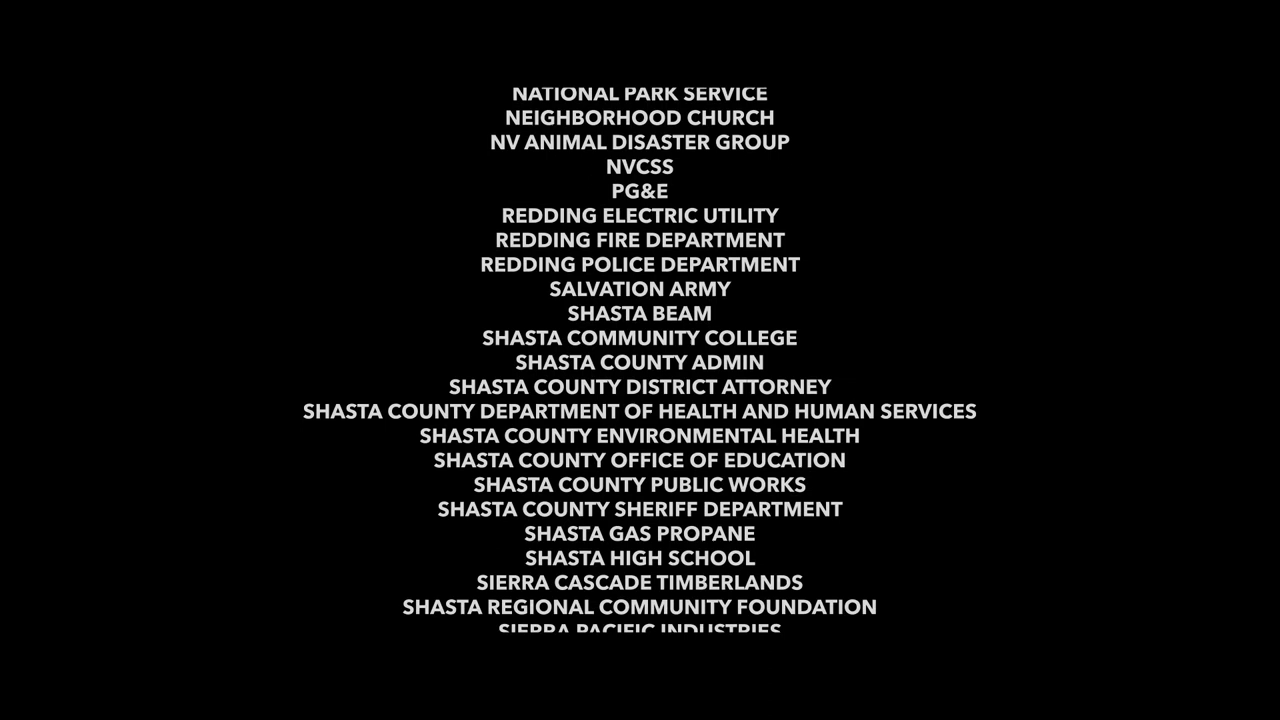 NATIONAL PARK SERVICE
NEIGHBORHOOD CHURCH
NV ANIMAL DISASTER GROUP
NVCSS
PG&E
REDDING ELECTRIC UTILITY
REDDING FIRE DEPARTMENT
REDDING POLICE DEPARTMENT
SALVATION ARMY
SHASTA BEAM
SHASTA COMMUNITY COLLEGE
SHASTA COUNTY ADMIN
SHASTA COUNTY DISTRICT ATTORNEY
SHASTA COUNTY DEPARTMENT OF HEALTH AND HUMAN SERVICES
SHASTA COUNTY ENVIRONMENTAL HEALTH
SHASTA COUNTY OFFICE OF EDUCATION
SHASTA COUNTY PUBLIC WORKS
SHASTA COUNTY SHERIFF DEPARTMENT
SHASTA GAS PROPANE
SHASTA HIGH SCHOOL
SIERRA CASCADE TIMBERLANDS
SHASTA REGIONAL COMMUNITY FOUNDATION
SIERRA PACIFIC INDUSTRIES